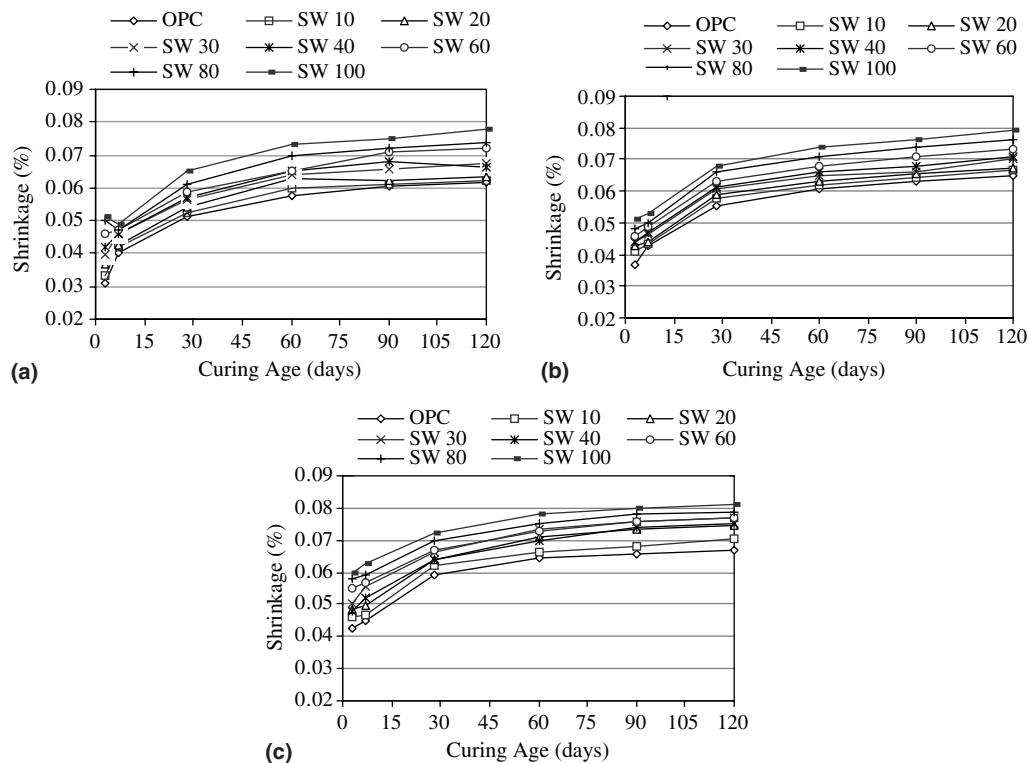 OPC SW 10 SW 20
SW 30 SW 40 SW 60
SW 80 SW 100
0.09
0.08
0.07
0.06
0.05
0.04
0.03
0.02
Shrinkage (%)
0 15 30 45 60 75 90 105 120
Curing Age (days)
(a)
OPC SW 10 SW 20
SW 30 SW 40 SW 60
SW 80 SW 100
0.09
0.08
0.07
0.06
0.05
0.04
0.03
0.02
Shrinkage (%)
0 15 30 45 60 75 90 105 120
Curing Age (days)
(b)
OPC SW 10 SW 20
SW 30 SW 40 SW 60
SW 80 SW 100
0.09
0.08
0.07
0.06
0.05
0.04
0.03
0.02
Shrinkage (%)
0 15 30 45 60 75 90 105 120
Curing Age (days)
(c)